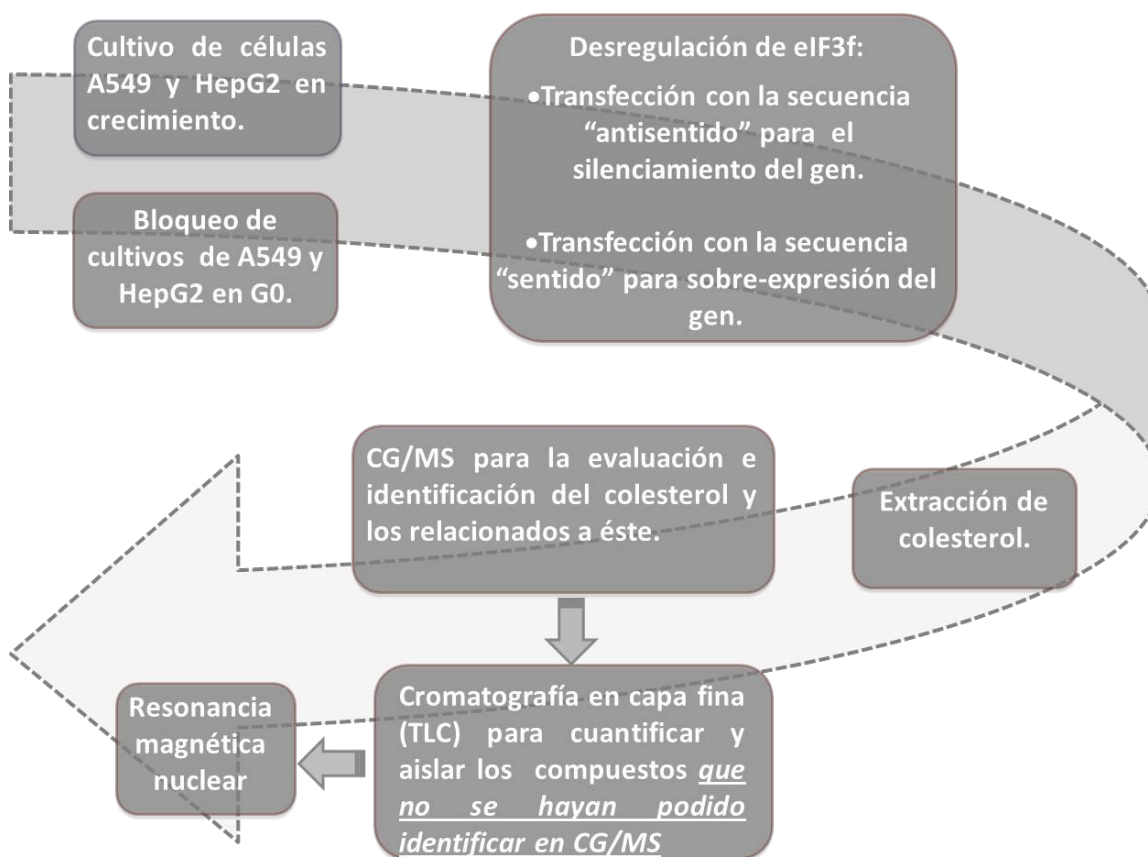 Cultivo de células
A549 y HepG2 en
crecimiento.
Bloqueo de
cultivos de A549 y
HepG2 en G0.
Desregulación de eIF3f:
•Transfección con la secuencia
“antisentido” para el
silenciamiento del gen.
•Transfección con la secuencia
“sentido” para sobre-expresión del
gen.
Extracción de
colesterol.
CG/MS para la evaluación e
identificación del colesterol y
los relacionados a éste.
Cromatografía en capa fina
(TLC) para cuantificar y
aislar los compuestos que
no se hayan podido
identificar en CG/MS
Resonancia
magnética
nuclear